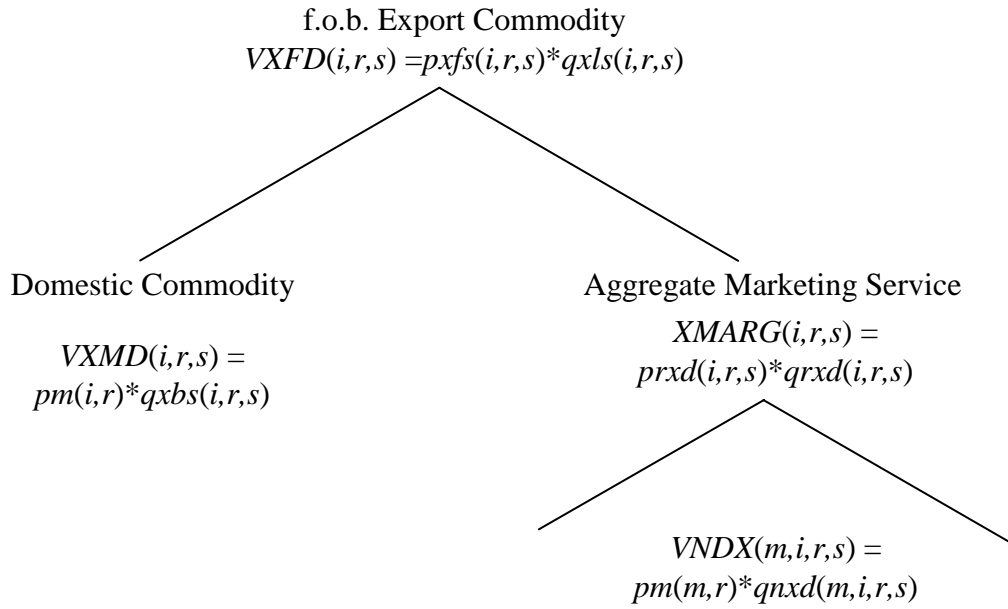 f.o.b. Export Commodity
VXFD(i,r,s) =pxfs(i,r,s)*qxls(i,r,s)
Domestic Commodity
VXMD(i,r,s) =
pm(i,r)*qxbs(i,r,s)
Aggregate Marketing Service
XMARG(i,r,s) =
prxd(i,r,s)*qrxd(i,r,s)
VNDX(m,i,r,s) =
pm(m,r)*qnxd(m,i,r,s)